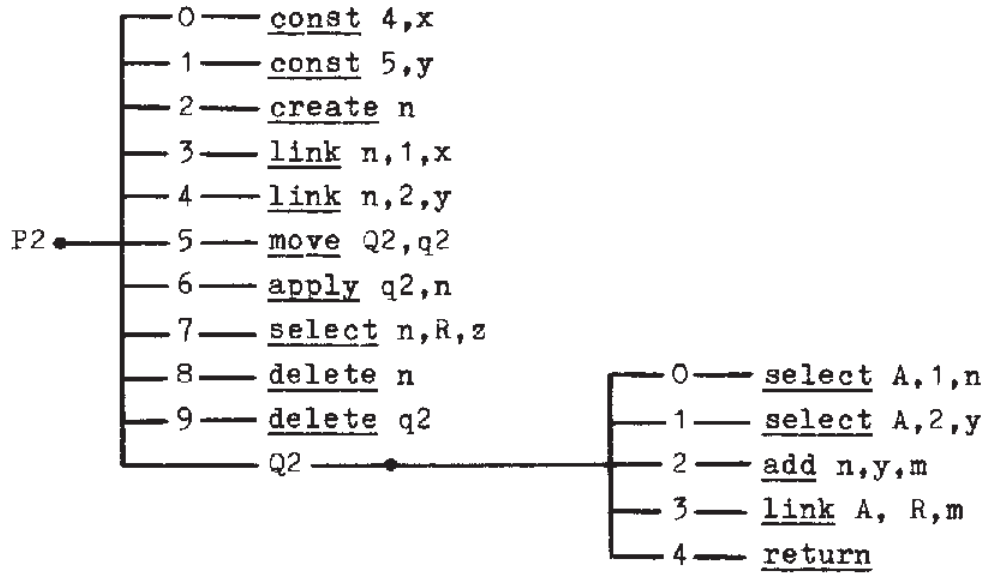 0 const 4,x
1 const 5,y
2 create n
3 link n,1,x
4 link n,2,y
P2 5 move Q2,q2
6 apply q2,n
7 select n,R,z
8 delete n
9 delete q2
Q2
0 select A,1,n
1 select A,2,y
2 add n,y,m
3 link A, R,m
4 return